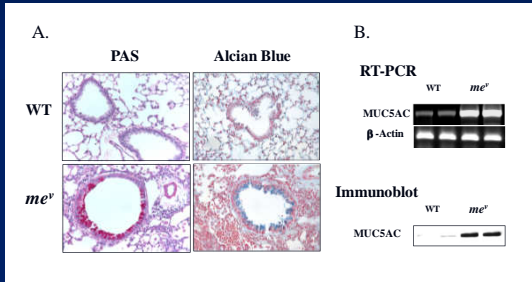 A.
PAS Alcian Blue
WT
meᵛ
B.
RT-PCR
WT meᵛ
MUC5AC
β-Actin
Immunoblot
WT meᵛ
MUC5AC